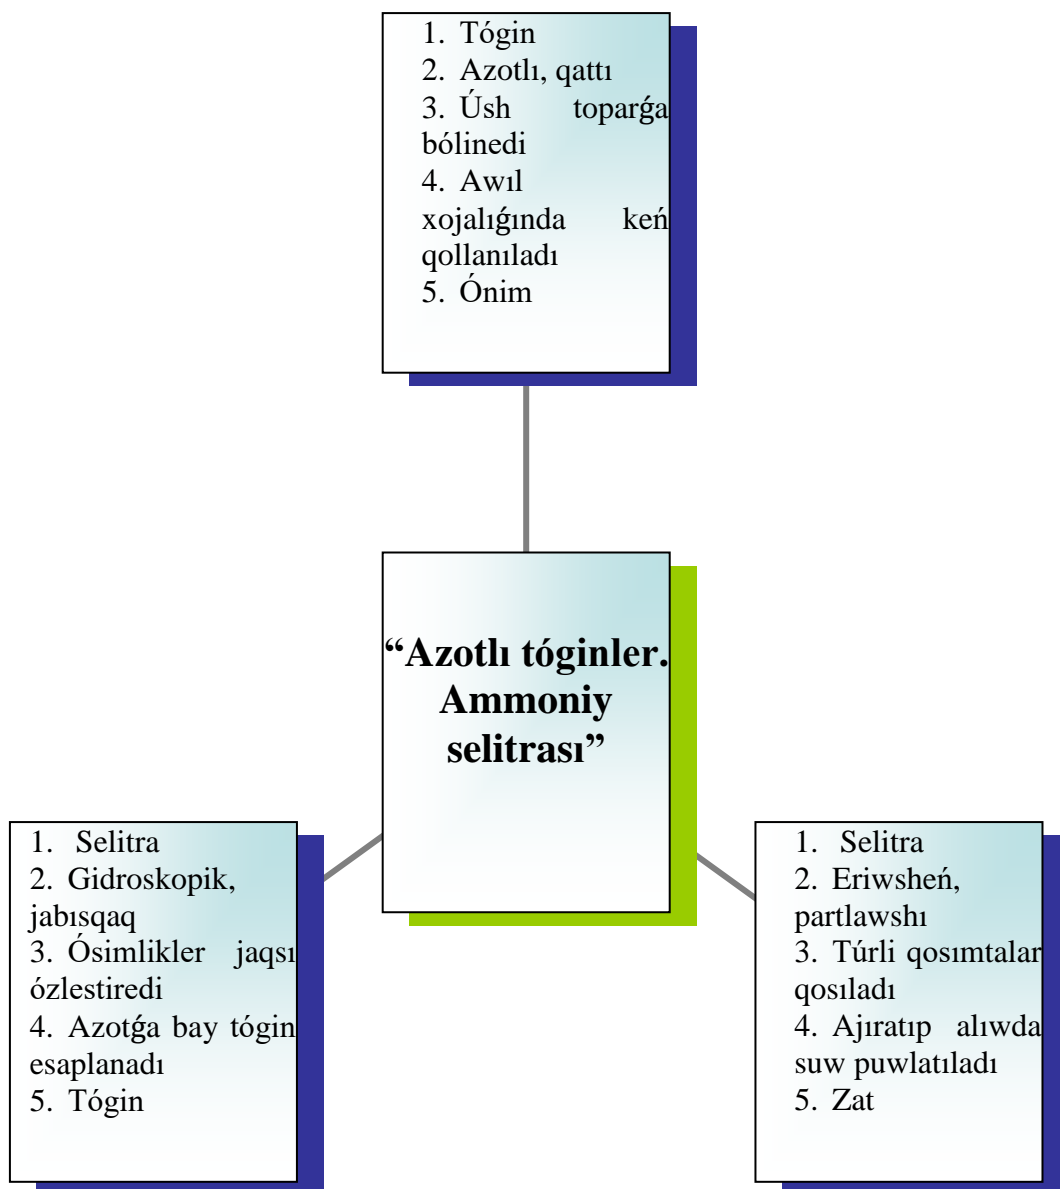 1. Tógin
2. Azotlı, qattı
3. Úsh toparǵa
bólinedi
4. Awıl
xojalıǵında keń
qollanıladı
5. Ónim
“Azotlı tóginler.
Ammoniy
selitrası”
1. Selitra
2. Gidroskopik,
jabısqaq
3. Ósimlikler jaqsı
ózlestiredi
4. Azotǵa bay tógin
esaplanadı
5. Tógin
1. Selitra
2. Eriwsheń,
partlawshı
3. Túrli qosımtalar
qosıladı
4. Ajıratıp alıwda
suw puwlatıladı
5. Zat